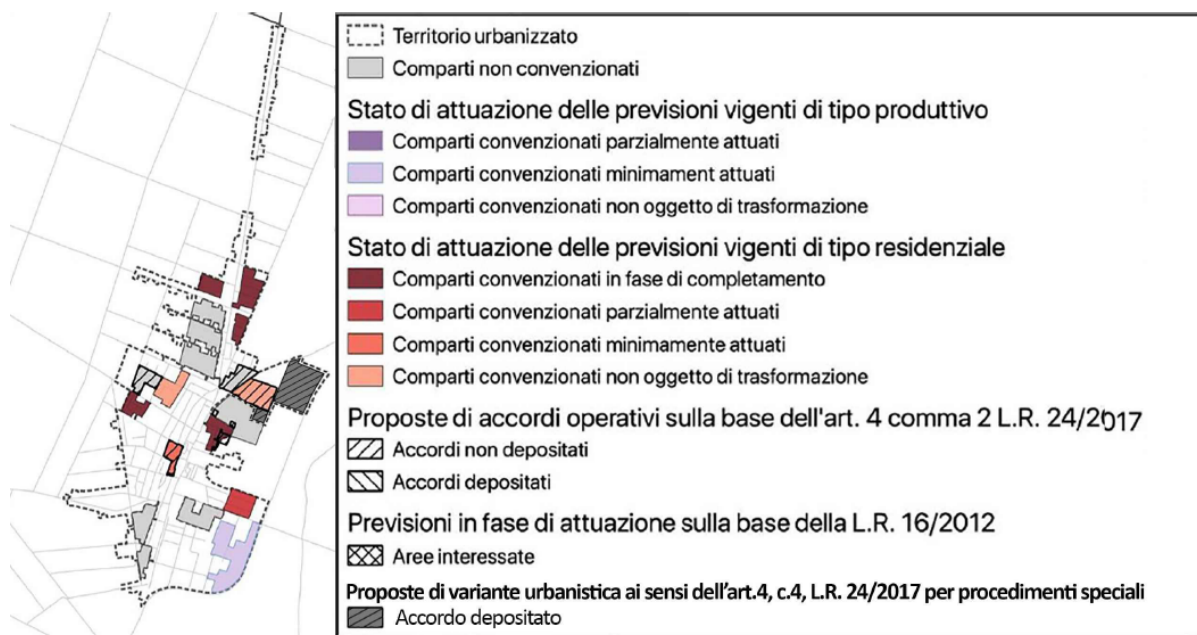 Territorio urbanizzato
Comparti non convenzionati
Stato di attuazione delle previsioni vigenti di tipo produttivo
Comparti convenzionati parzialmente attuati
Comparti convenzionati minimament attuati
Comparti convenzionati non oggetto di trasformazione
Stato di attuazione delle previsioni vigenti di tipo residenziale
Comparti convenzionati in fase di completamento
Comparti convenzionati parzialmente attuati
Comparti convenzionati minimamente attuati
Comparti convenzionati non oggetto di trasformazione
Proposte di accordi operativi sulla base dell'art. 4 comma 2 L.R. 24/2017
Accordi non depositati
Accordi depositati
Previsioni in fase di attuazione sulla base della L.R. 16/2012
Aree interessate
Proposte di variante urbanistica ai sensi dell'art.4, c.4, L.R. 24/2017 per procedimenti speciali
Accordo depositato